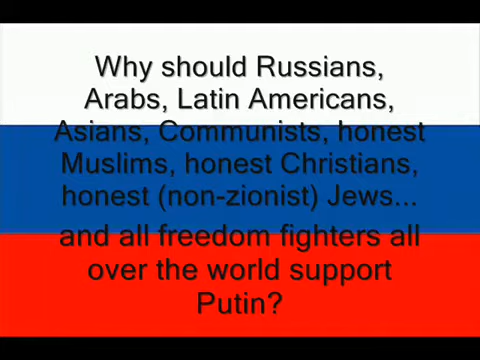 Why should Russians,
Arabs, Latin Americans,
Asians, Communists, honest
Muslims, honest Christians,
honest (non-zionist) Jews...
and all freedom fighters all
over the world support
Putin?